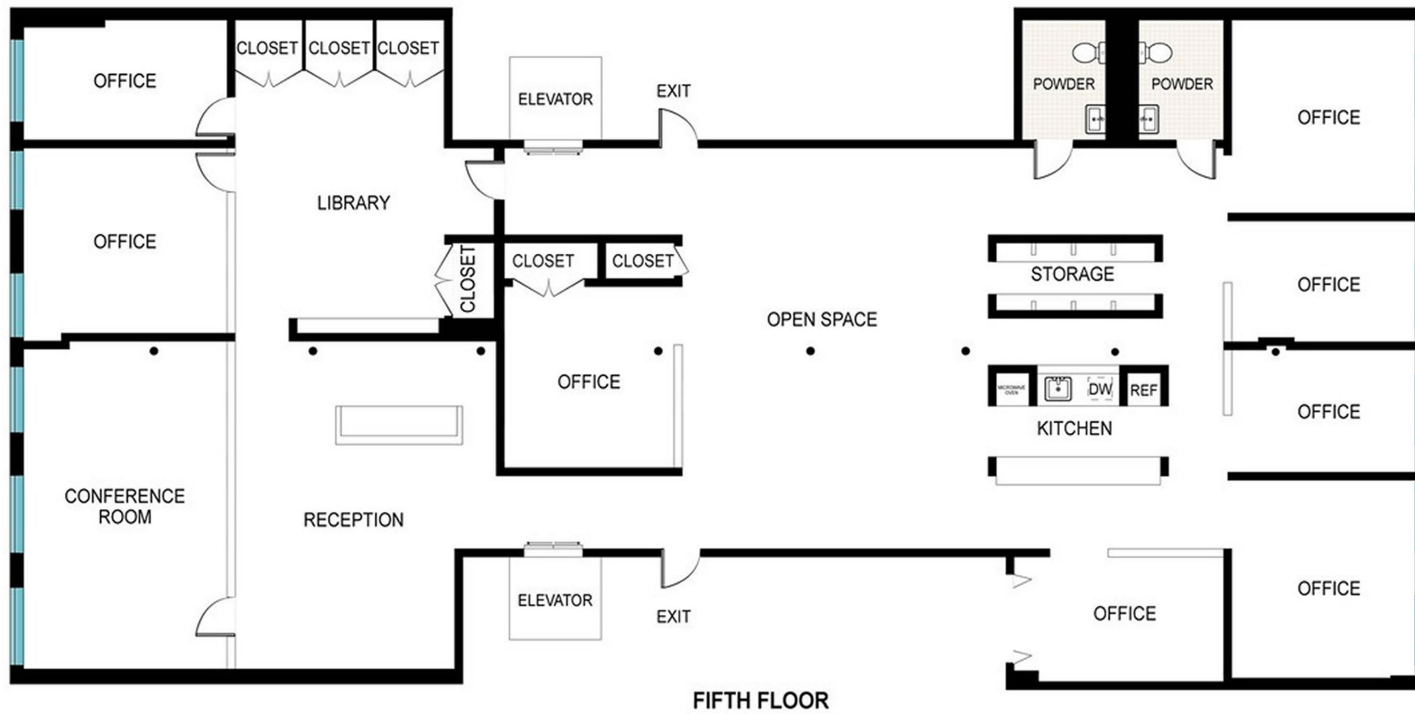 CLOSET
CLOSET
CLOSET
OFFICE
ELEVATOR
EXIT
POWDER
POWDER
OFFICE
LIBRARY
OFFICE
CLOSET
CLOSET
CLOSET
STORAGE
OFFICE
OPEN SPACE
OFFICE
MICROWAVE
OVEN
DW
REF
OFFICE
KITCHEN
CONFERENCE
ROOM
RECEPTION
ELEVATOR
EXIT
OFFICE
OFFICE
FIFTH FLOOR